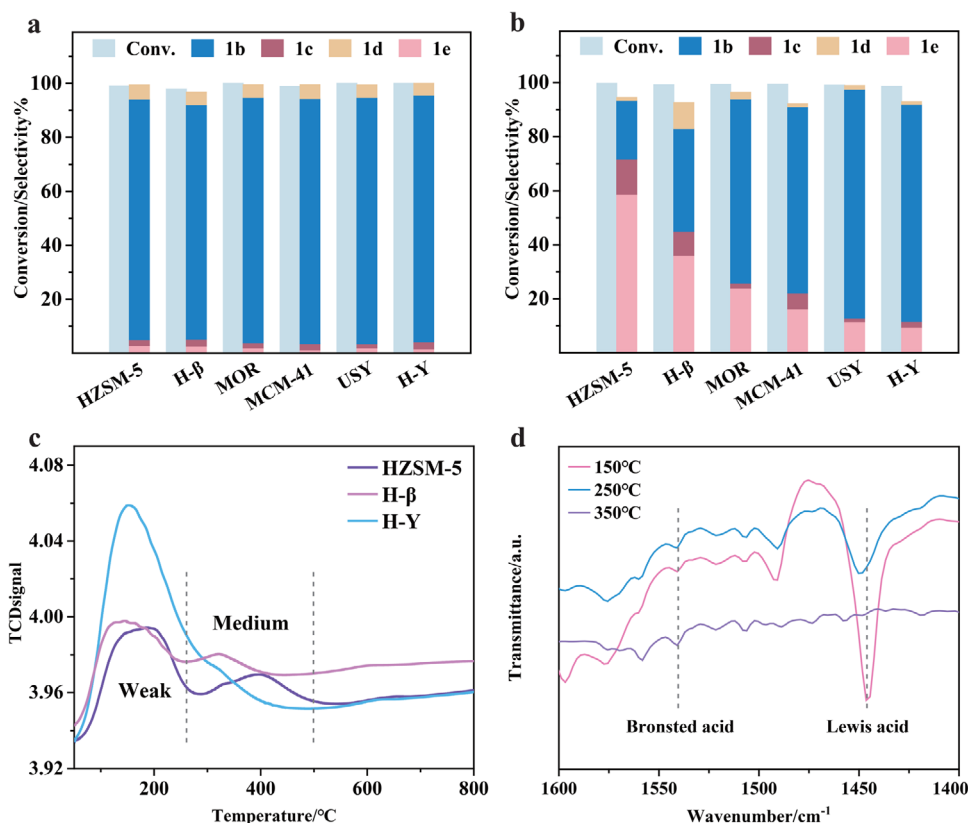 a
Conv. 1b 1c 1d 1e
Conversion/Selectivity%
100
80
60
40
20
HZSM-5 H-β MOR MCM-41 USY H-Y
b
Conv. 1b 1c 1d 1e
Conversion/Selectivity%
100
80
60
40
20
HZSM-5 H-β MOR MCM-41 USY H-Y
c
TCDsignal
4.08
4.04
4.00
3.96
3.92
HZSM-5
H-β
H-Y
Medium
Weak
200 400 600 800
Temperature/°C
d
Transmittance/a.u.
150°C
250°C
350°C
Bronsted acid Lewis acid
1600 1550 1500 1450 1400
Wavenumber/cm⁻¹